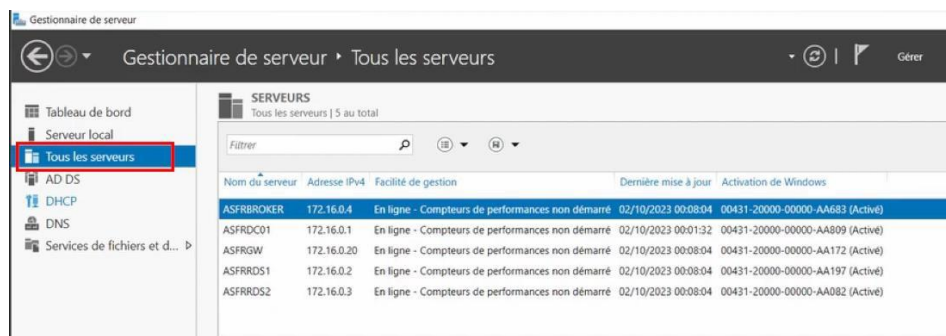 Gestionnaire de serveur
Gestionnaire de serveur ‣ Tous les serveurs
Gérer
Tableau de bord
Serveur local
Tous les serveurs
AD DS
DHCP
DNS
Services de fichiers et d...
SERVEURS
Tous les serveurs | 5 au total
Filtrer
Nom du serveur Adresse IPv4 Facilité de gestion Dernière mise à jour Activation de Windows
ASFRBROKER 172.16.0.4 En ligne - Compteurs de performances non démarré 02/10/2023 00:08:04 00431-20000-00000-AA683 (Activé)
ASFRDC01 172.16.0.1 En ligne - Compteurs de performances non démarré 02/10/2023 00:01:32 00431-20000-00000-AA809 (Activé)
ASFRGW 172.16.0.20 En ligne - Compteurs de performances non démarré 02/10/2023 00:08:04 00431-20000-00000-AA172 (Activé)
ASFRRDS1 172.16.0.2 En ligne - Compteurs de performances non démarré 02/10/2023 00:08:04 00431-20000-00000-AA197 (Activé)
ASFRRDS2 172.16.0.3 En ligne - Compteurs de performances non démarré 02/10/2023 00:08:04 00431-20000-00000-AA082 (Activé)